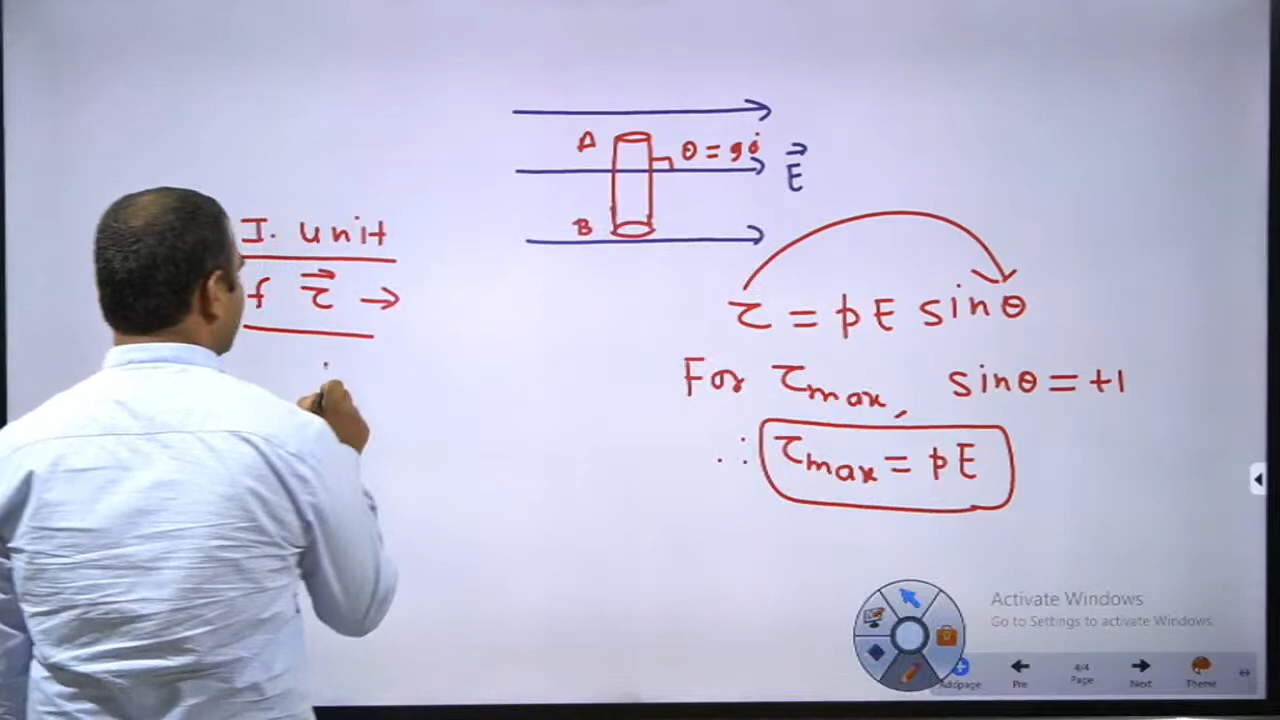 A
θ = 90°
E⃗
B
I. unit
f τ⃗ →
τ = pE sinθ
For τmax, sinθ = +1
∴ τmax = pE
Activate Windows
Go to Settings to activate Windows.
Addpage
Pre
4/4
Page
Next
Theme